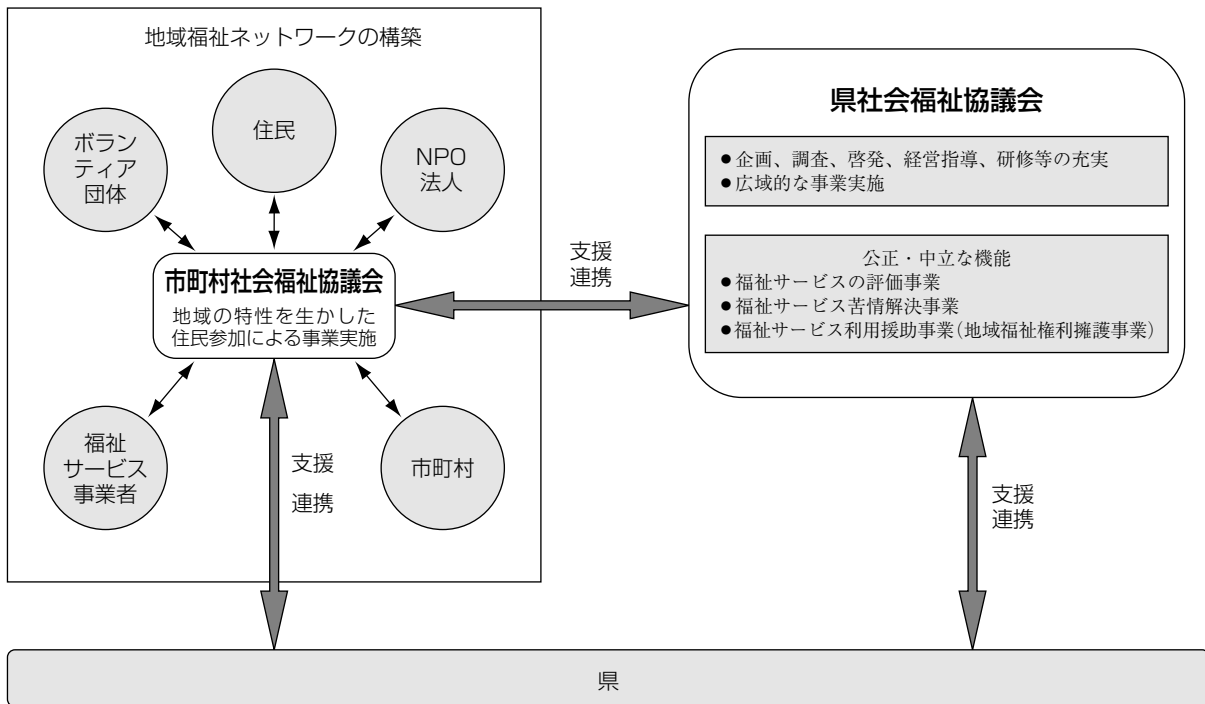 地域福祉ネットワークの構築
ボラン
ティア
団体
住民
NPO
法人
市町村社会福祉協議会
地域の特性を生かした
住民参加による事業実施
福祉
サービス
事業者
市町村
支援
連携
支援
連携
県社会福祉協議会
●企画、調査、啓発、経営指導、研修等の充実
●広域的な事業実施
公正・中立な機能
●福祉サービスの評価事業
●福祉サービス苦情解決事業
●福祉サービス利用援助事業(地域福祉権利擁護事業)
支援
連携
県